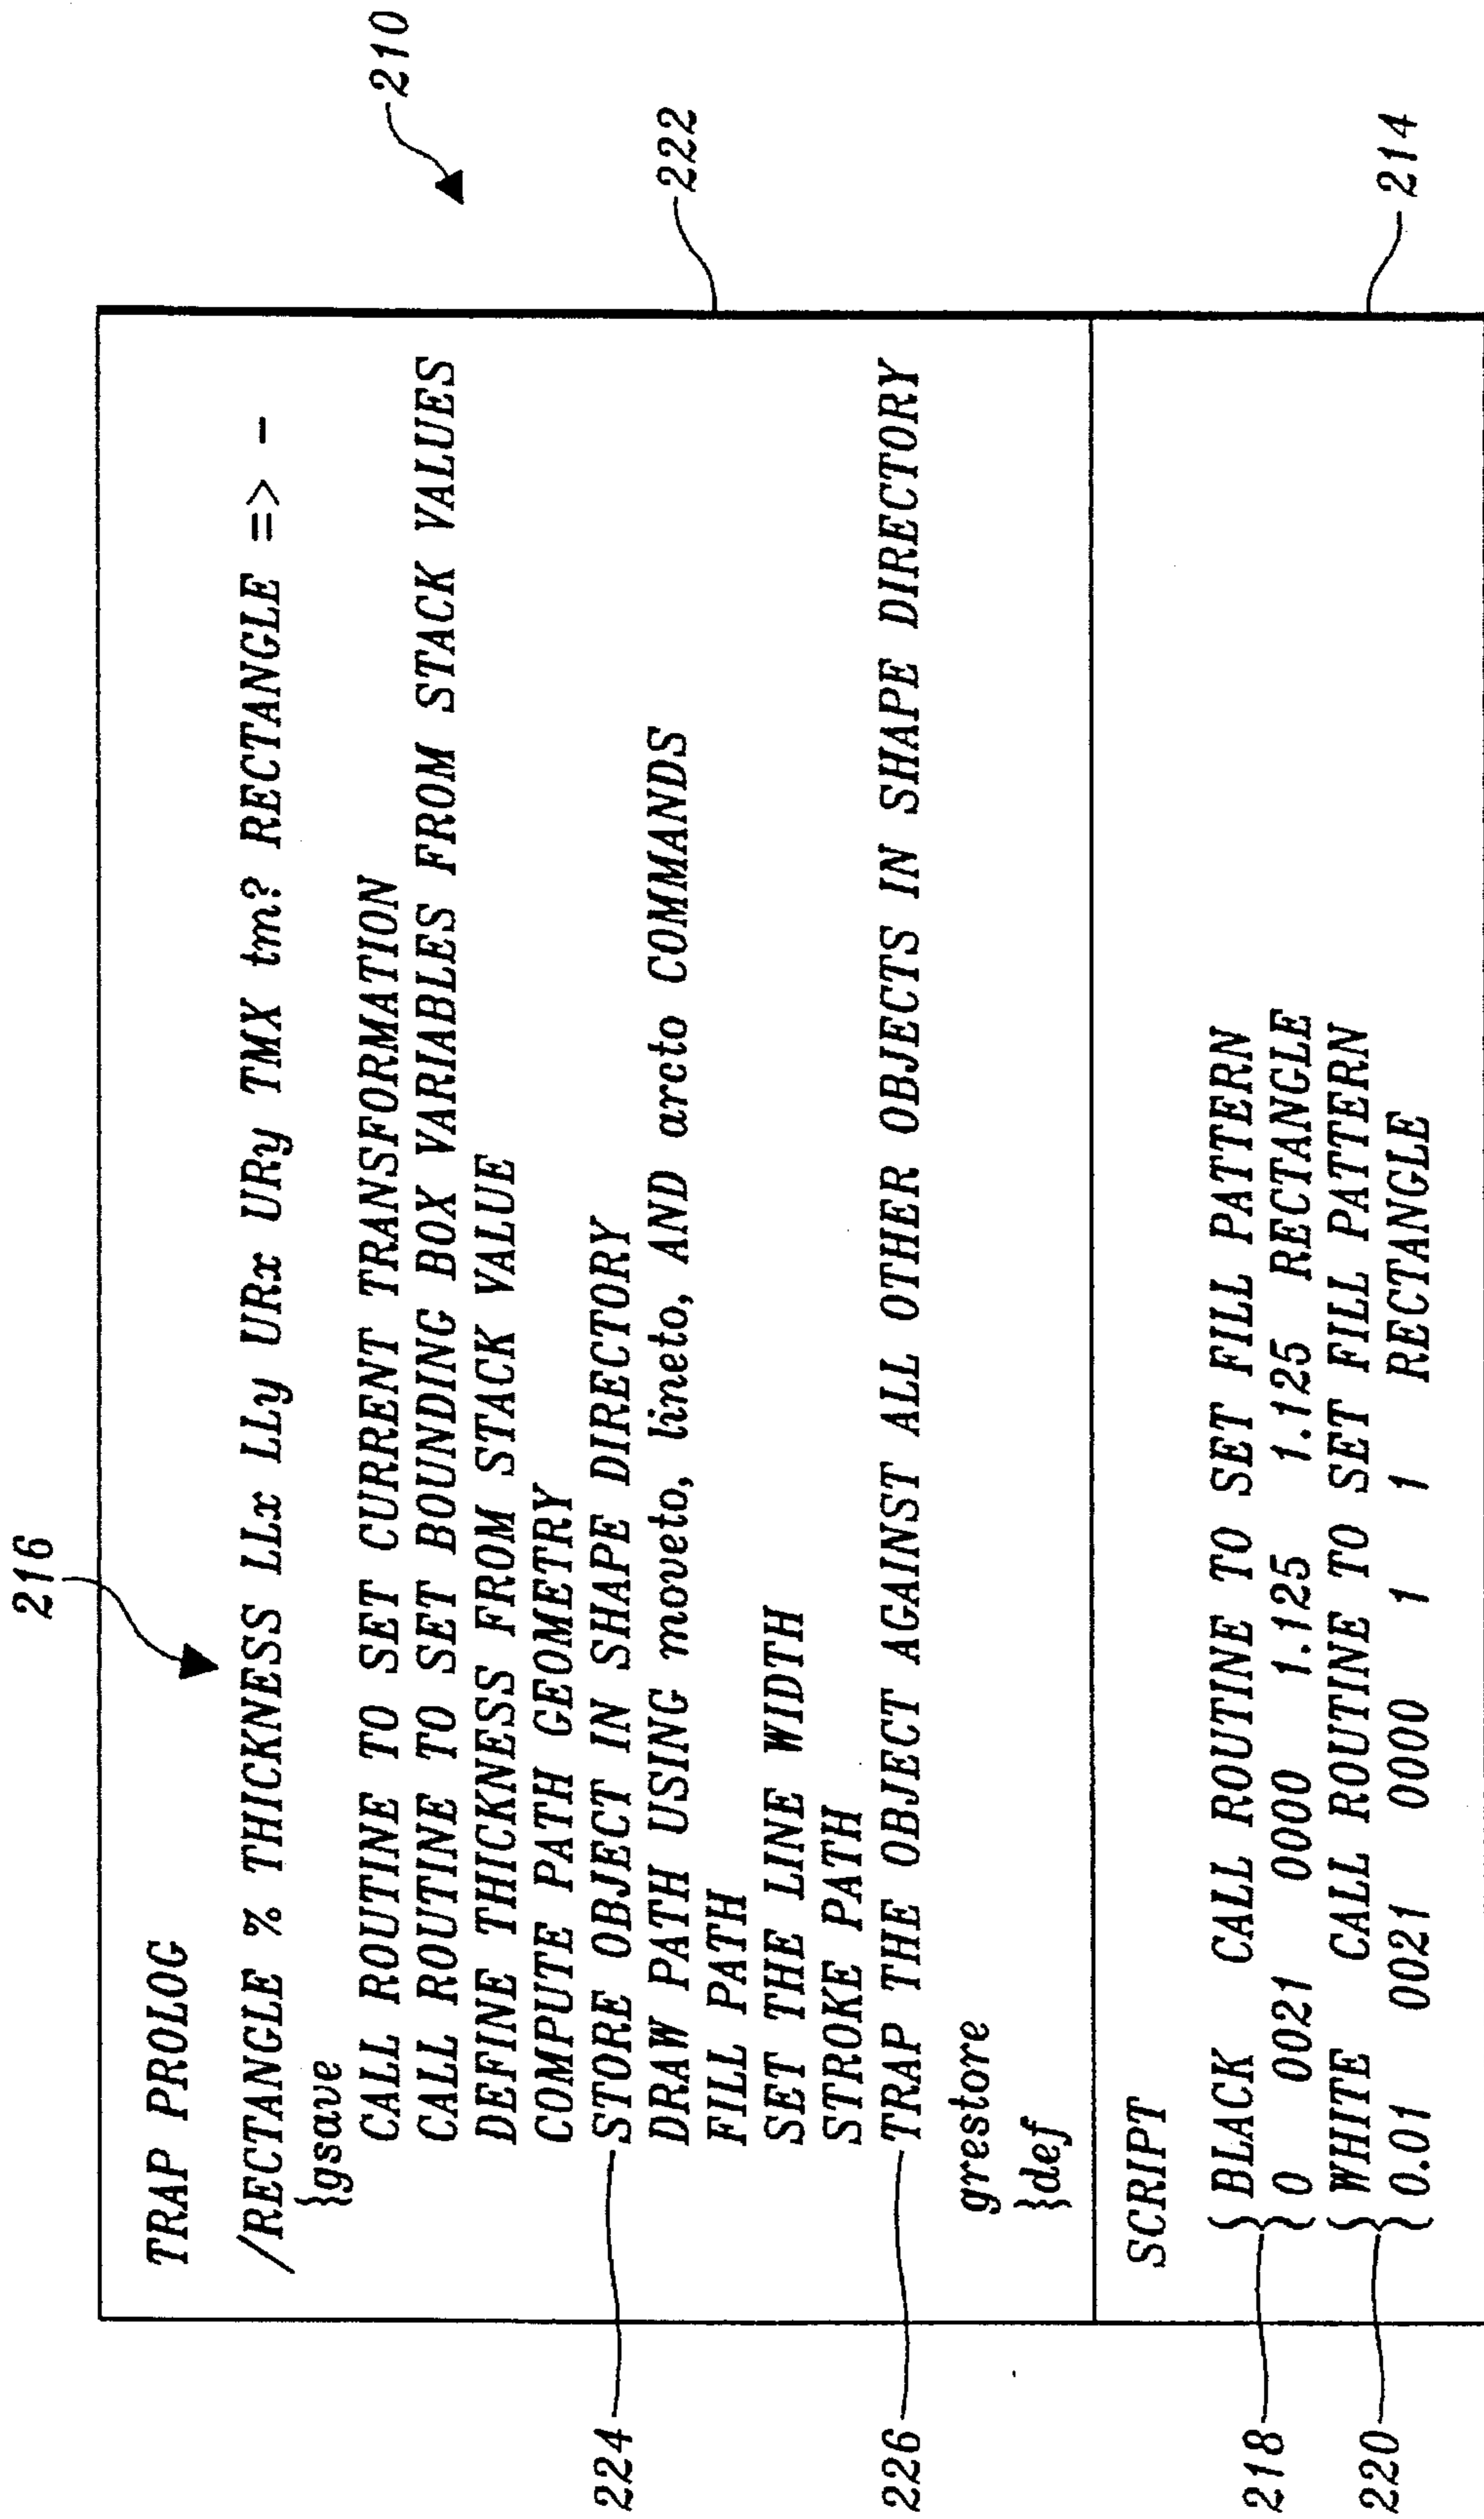 216
210
TRAP PROLOG
/RECTANGLE % THICKNESS LLx LLy URx URy TMX tm? RECTANGLE => -
}gsave
CALL ROUTINE TO SET CURRENT TRANSFORMATION
CALL ROUTINE TO SET BOUNDING BOX VARIABLES FROM STACK VALUES
DEFINE THICKNESS FROM STACK VALUE
COMPUTE PATH GEOMETRY
224
STORE OBJECT IN SHAPE DIRECTORY
DRAW PATH USING moveto, lineto, AND arcto COMMANDS
222
FILL PATH
SET THE LINE WIDTH
STROKE PATH
226
TRAP THE OBJECT AGAINST ALL OTHER OBJECTS IN SHAPE DIRECTORY
grestore
}def
SCRIPT
218
{BLACK CALL ROUTINE TO SET FILL PATTERN
}0 0021 0000 1.125 1.125 RECTANGLE
220
{WHITE CALL ROUTINE TO SET FILL PATTERN
}0.01 0021 0000 1 1 RECTANGLE
214